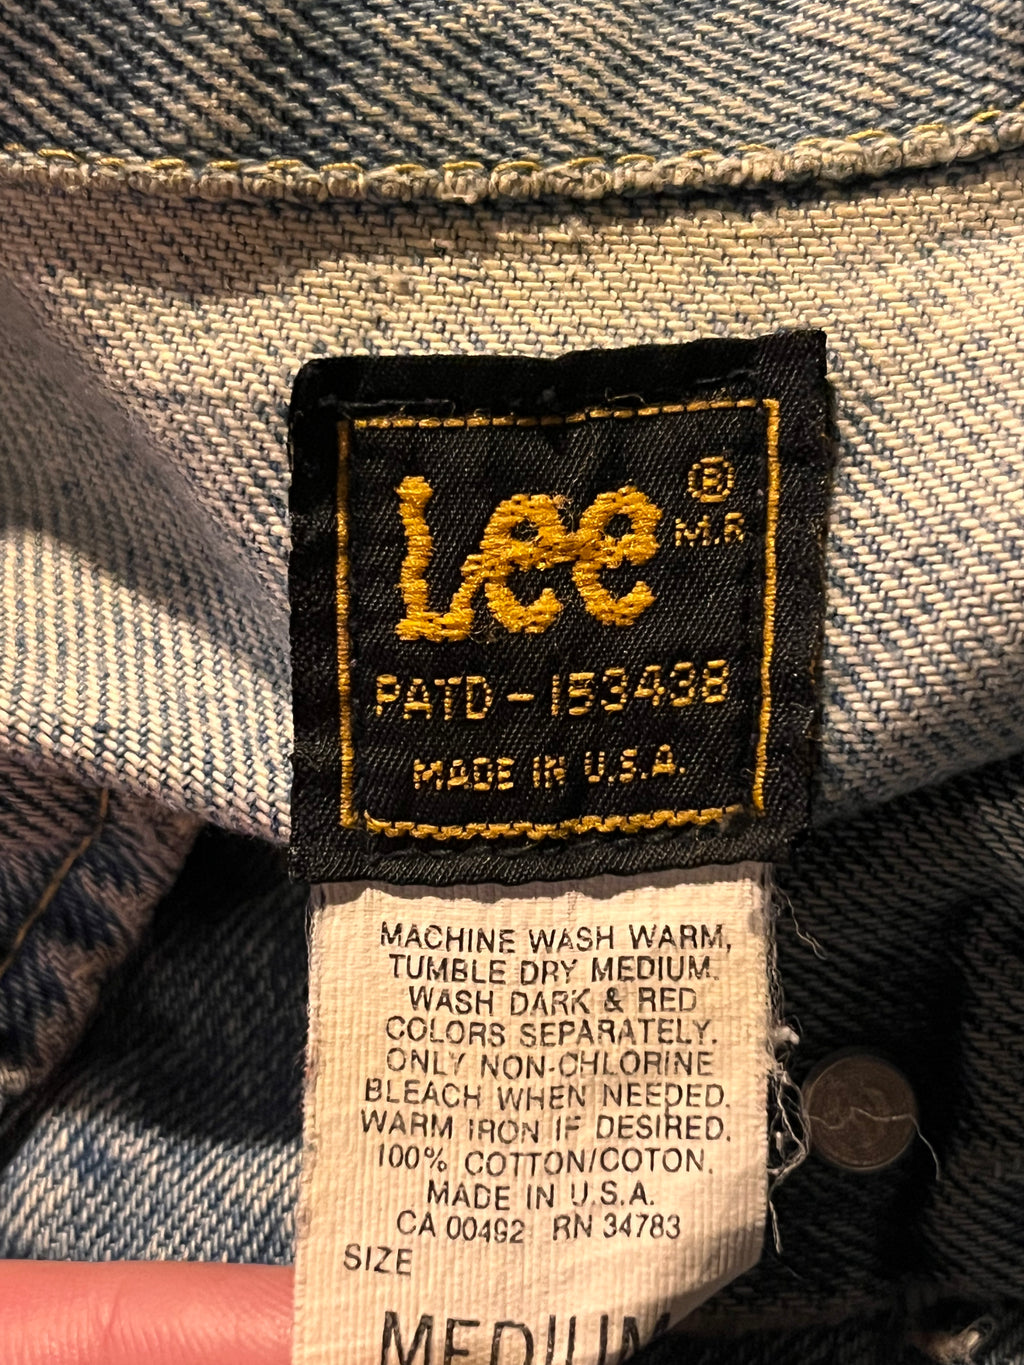 Lee ®
M.R
PATD-153438
MADE IN U.S.A.
MACHINE WASH WARM,
TUMBLE DRY MEDIUM.
WASH DARK & RED
COLORS SEPARATELY.
ONLY NON-CHLORINE
BLEACH WHEN NEEDED.
WARM IRON IF DESIRED.
100% COTTON/COTON.
MADE IN U.S.A.
CA 00492 RN 34783
SIZE
MEDIUM